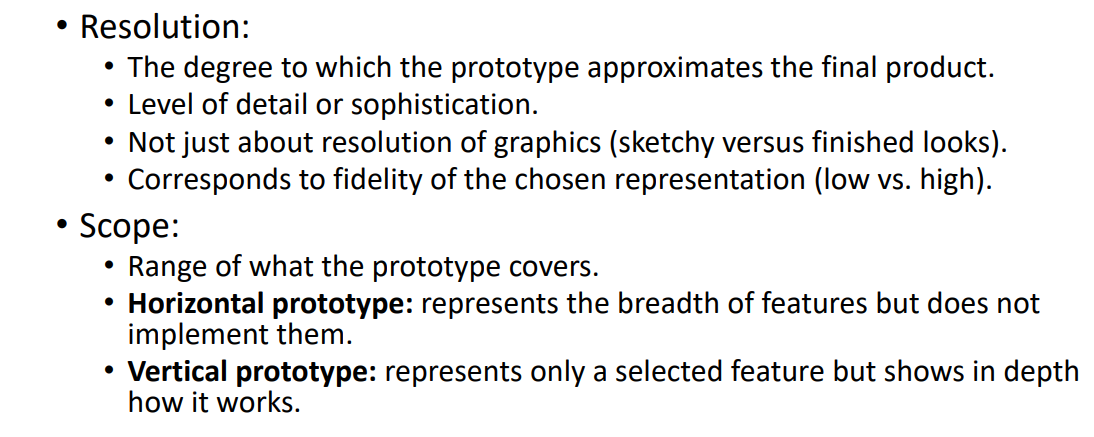 • Resolution:
• The degree to which the prototype approximates the final product.
• Level of detail or sophistication.
• Not just about resolution of graphics (sketchy versus finished looks).
• Corresponds to fidelity of the chosen representation (low vs. high).
• Scope:
• Range of what the prototype covers.
• Horizontal prototype: represents the breadth of features but does not
implement them.
• Vertical prototype: represents only a selected feature but shows in depth
how it works.